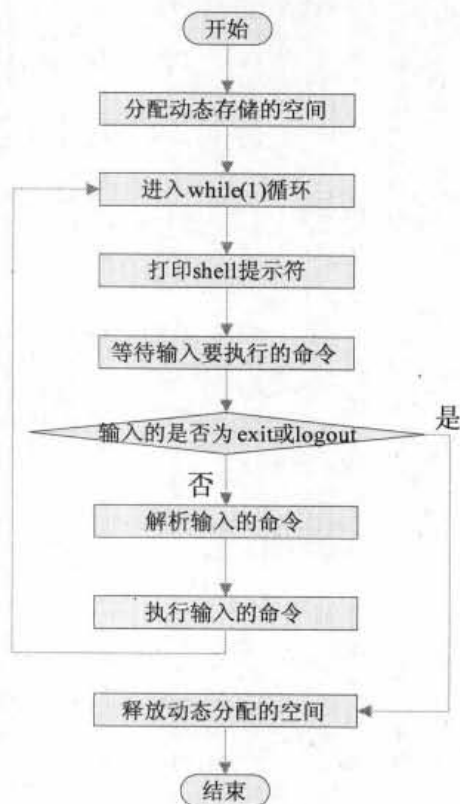 开始
分配动态存储的空间
进入while(1)循环
打印shell提示符
等待输入要执行的命令
输入的是否为 exit或logout
是
否
解析输入的命令
执行输入的命令
释放动态分配的空间
结束